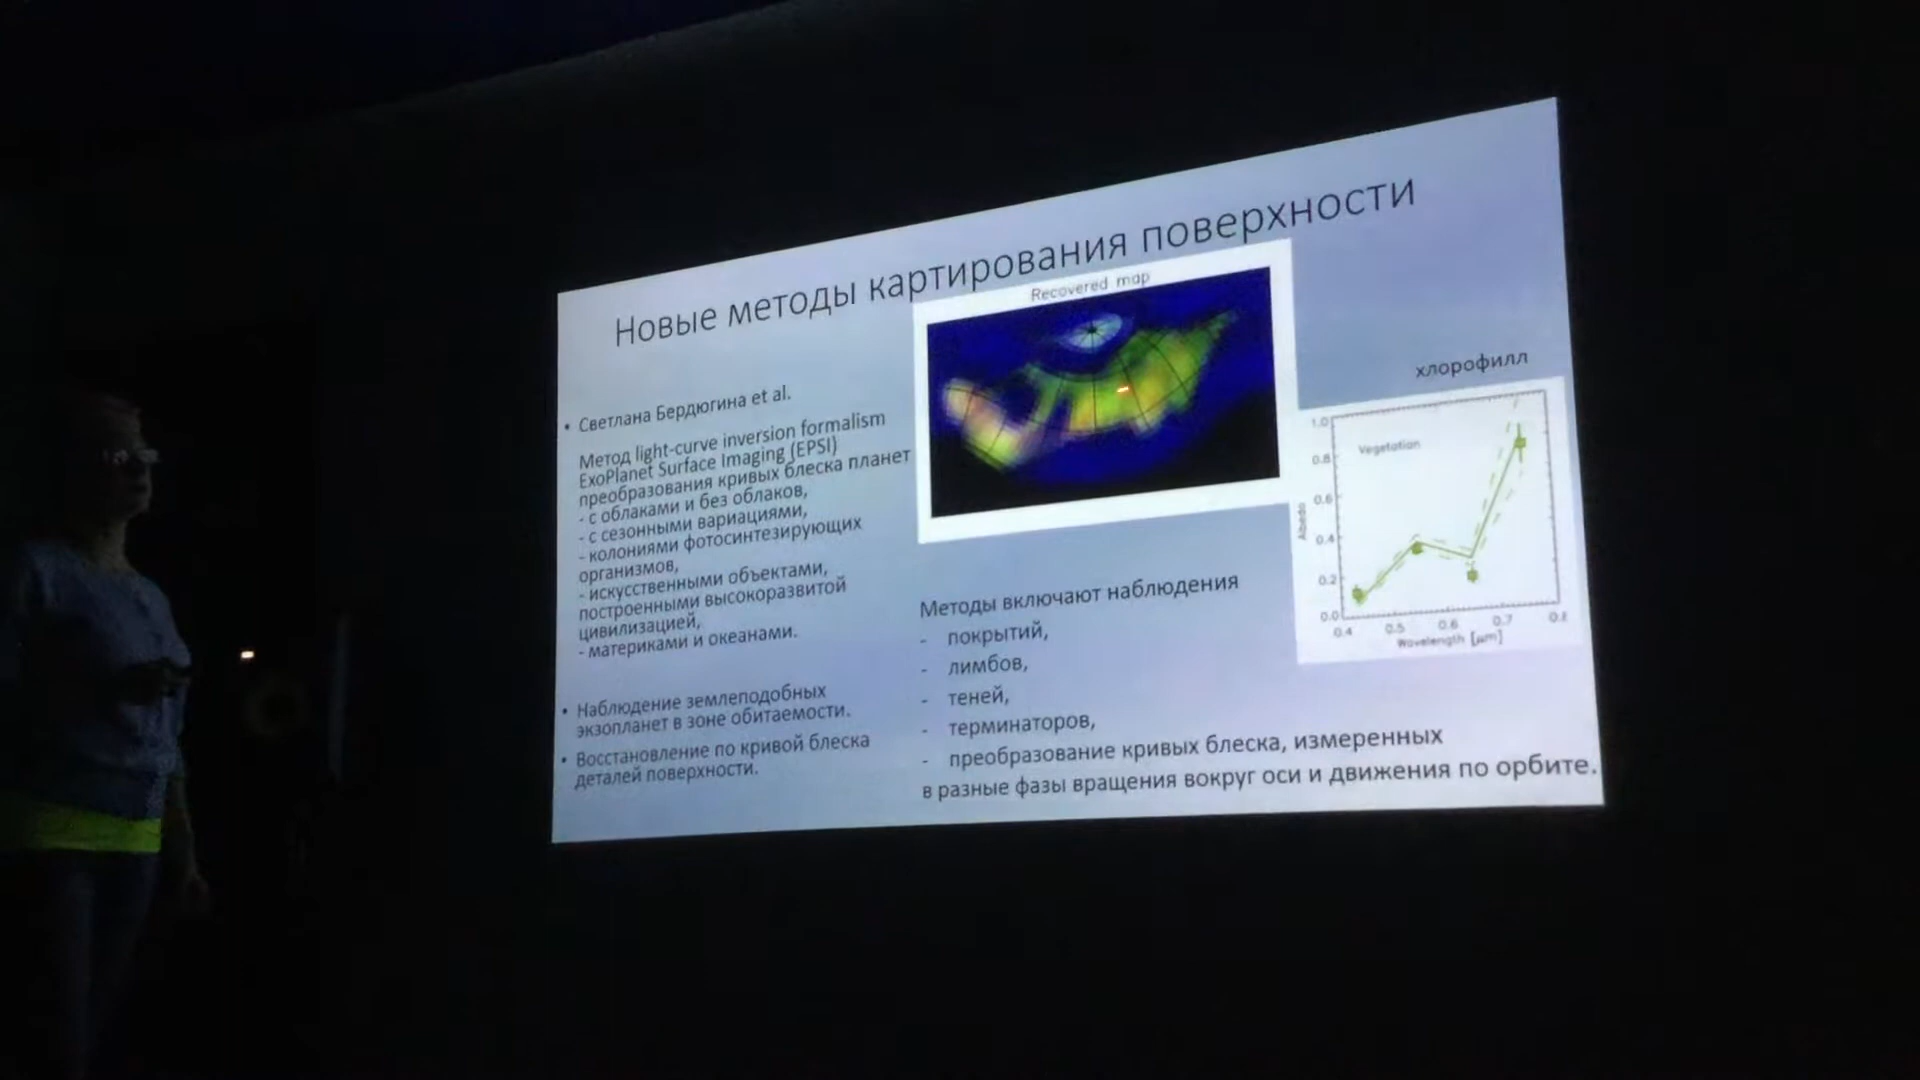 Новые методы картирования поверхности
• Светлана Бердюгина et al.
Метод light-curve inversion formalism
ExoPlanet Surface Imaging (EPSI)
преобразования кривых блеска планет
- с облаками и без облаков,
- с сезонными вариациями,
- колониями фотосинтезирующих
организмов,
- искусственными объектами,
построенными высокоразвитой
цивилизацией,
- материками и океанами.
• Наблюдение землеподобных
экзопланет в зоне обитаемости.
• Восстановление по кривой блеска
деталей поверхности.
Recovered map
Методы включают наблюдения
- покрытий,
- лимбов,
- теней,
- терминаторов,
- преобразование кривых блеска, измеренных
в разные фазы вращения вокруг оси и движения по орбите.
хлорофилл
Vegetation
Albedo
1.0
0.8
0.6
0.4
0.2
0.0
0.4 0.5 0.6 0.7 0.8
Wavelength [μm]